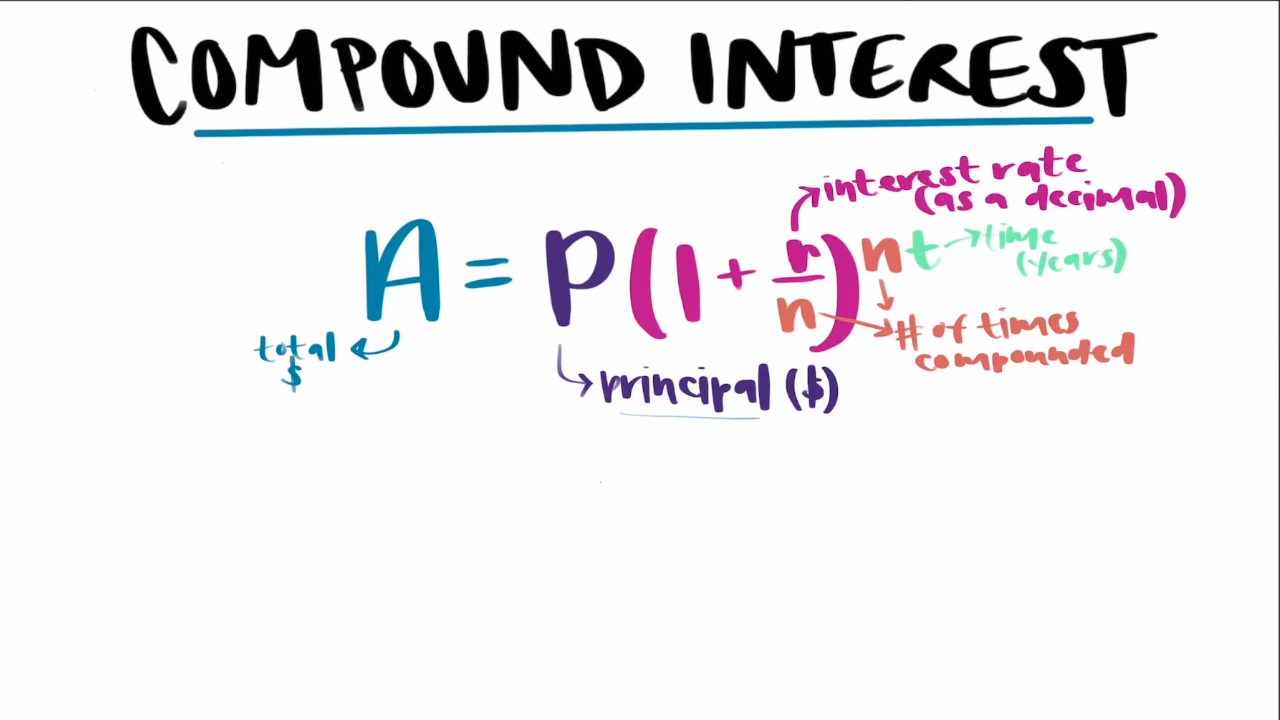 COMPOUND INTEREST
interest rate
(as a decimal)
A = P(1 + r/n)^nt
time
(years)
# of times
compounded
total
$
principal ($)